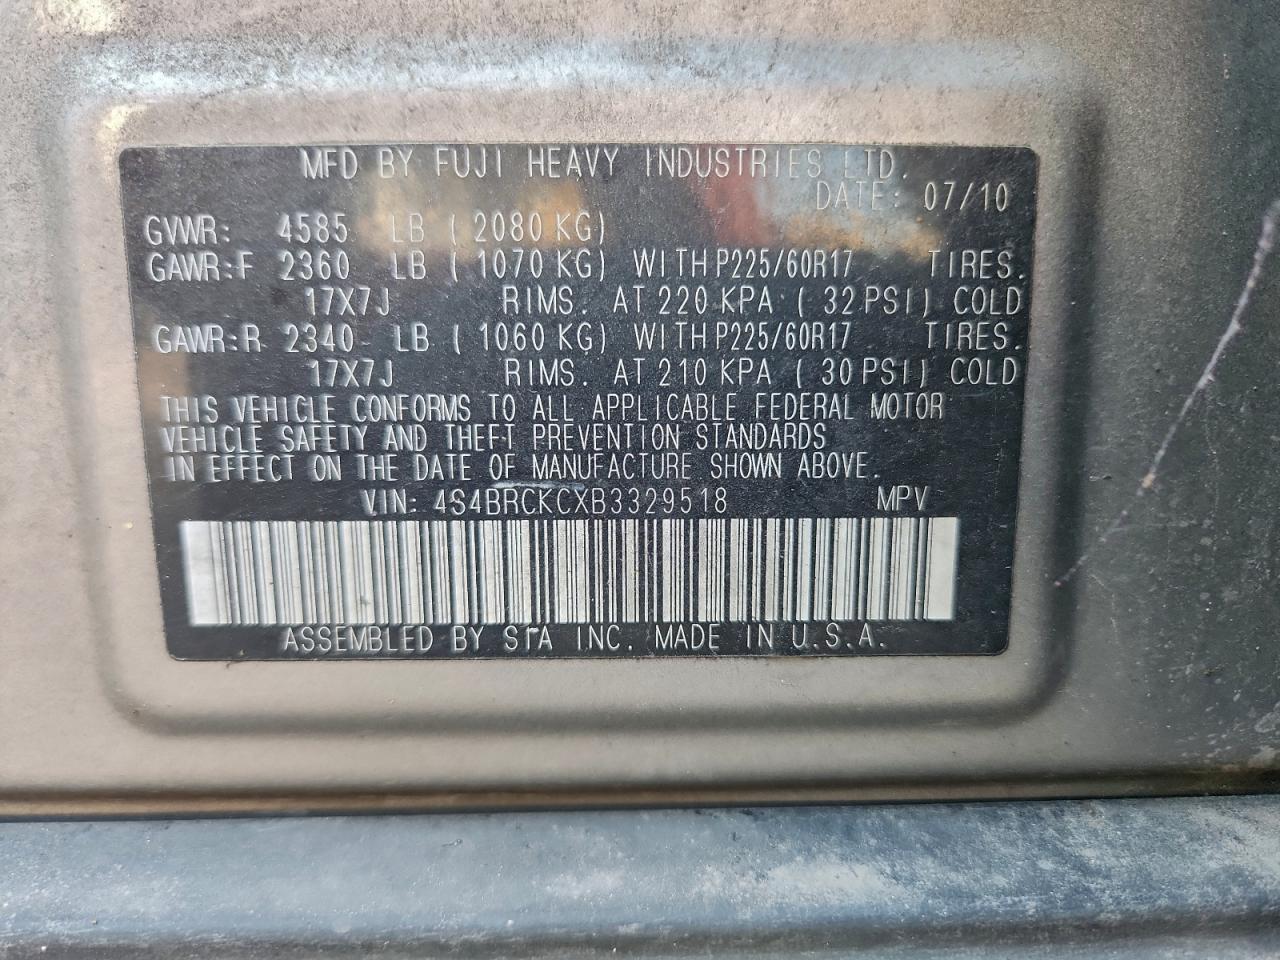 MFD BY FUJI HEAVY INDUSTRIES LTD.
DATE: 07/10
GVWR: 4585 LB ( 2080 KG)
GAWR:F 2360 LB ( 1070 KG) WITH P225/60R17 TIRES.
17X7J RIMS. AT 220 KPA ( 32 PSI) COLD
GAWR:R 2340 LB ( 1060 KG) WITH P225/60R17 TIRES.
17X7J RIMS. AT 210 KPA ( 30 PSI) COLD
THIS VEHICLE CONFORMS TO ALL APPLICABLE FEDERAL MOTOR
VEHICLE SAFETY AND THEFT PREVENTION STANDARDS
IN EFFECT ON THE DATE OF MANUFACTURE SHOWN ABOVE.
VIN: 4S4BRCKCXB3329518 MPV
ASSEMBLED BY SIA INC. MADE IN U.S.A.